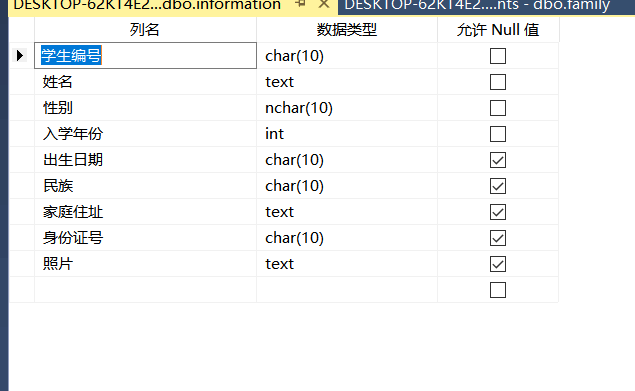 DESKTOP-62KT4E2...dbo.information DESKTOP-62KT4E2....nts - dbo.family
列名 数据类型 允许 Null 值
学生编号 char(10)
姓名 text
性别 nchar(10)
入学年份 int
出生日期 char(10)
民族 char(10)
家庭住址 text
身份证号 char(10)
照片 text